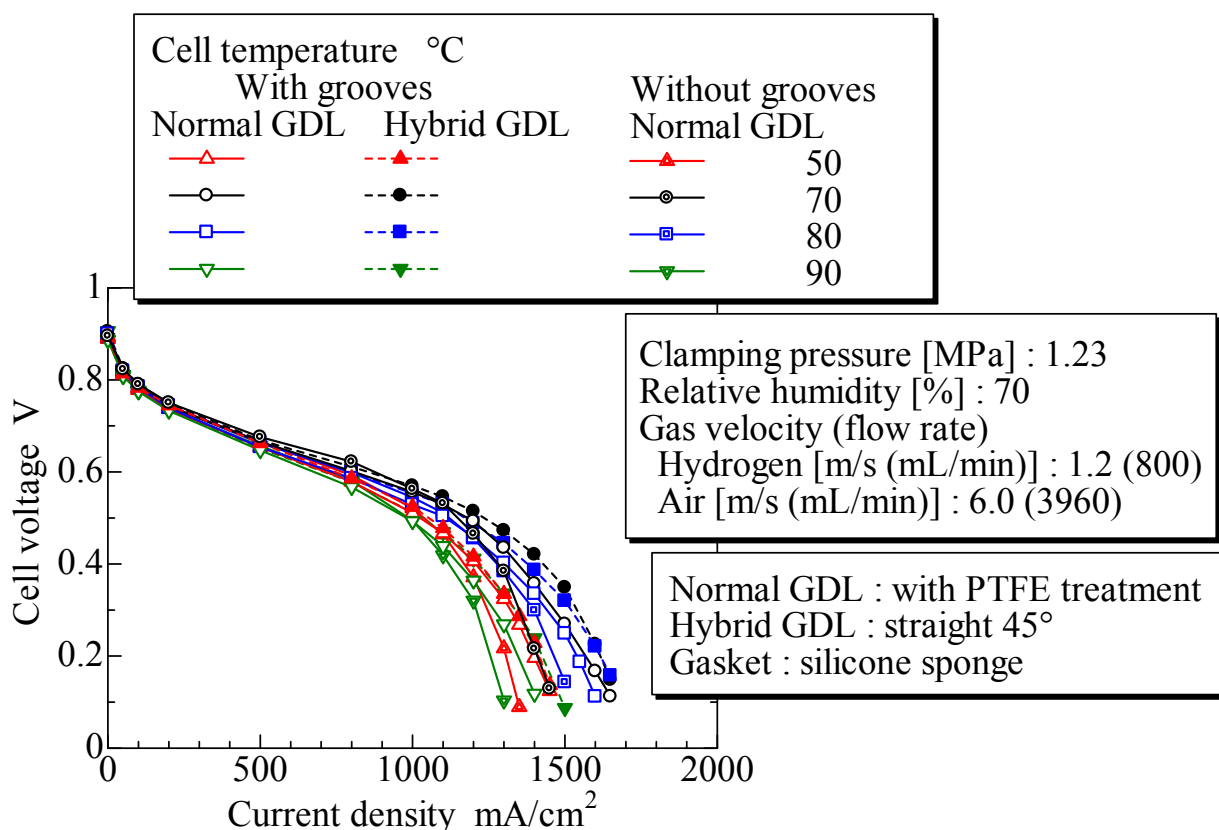 Cell temperature °C
With grooves
Without grooves
Normal GDL Hybrid GDL Normal GDL
50
70
80
90
1
0.8
0.6
0.4
0.2
0
Cell voltage V
0 500 1000 1500 2000
Current density mA/cm²
Clamping pressure [MPa] : 1.23
Relative humidity [%] : 70
Gas velocity (flow rate)
Hydrogen [m/s (mL/min)] : 1.2 (800)
Air [m/s (mL/min)] : 6.0 (3960)
Normal GDL : with PTFE treatment
Hybrid GDL : straight 45°
Gasket : silicone sponge